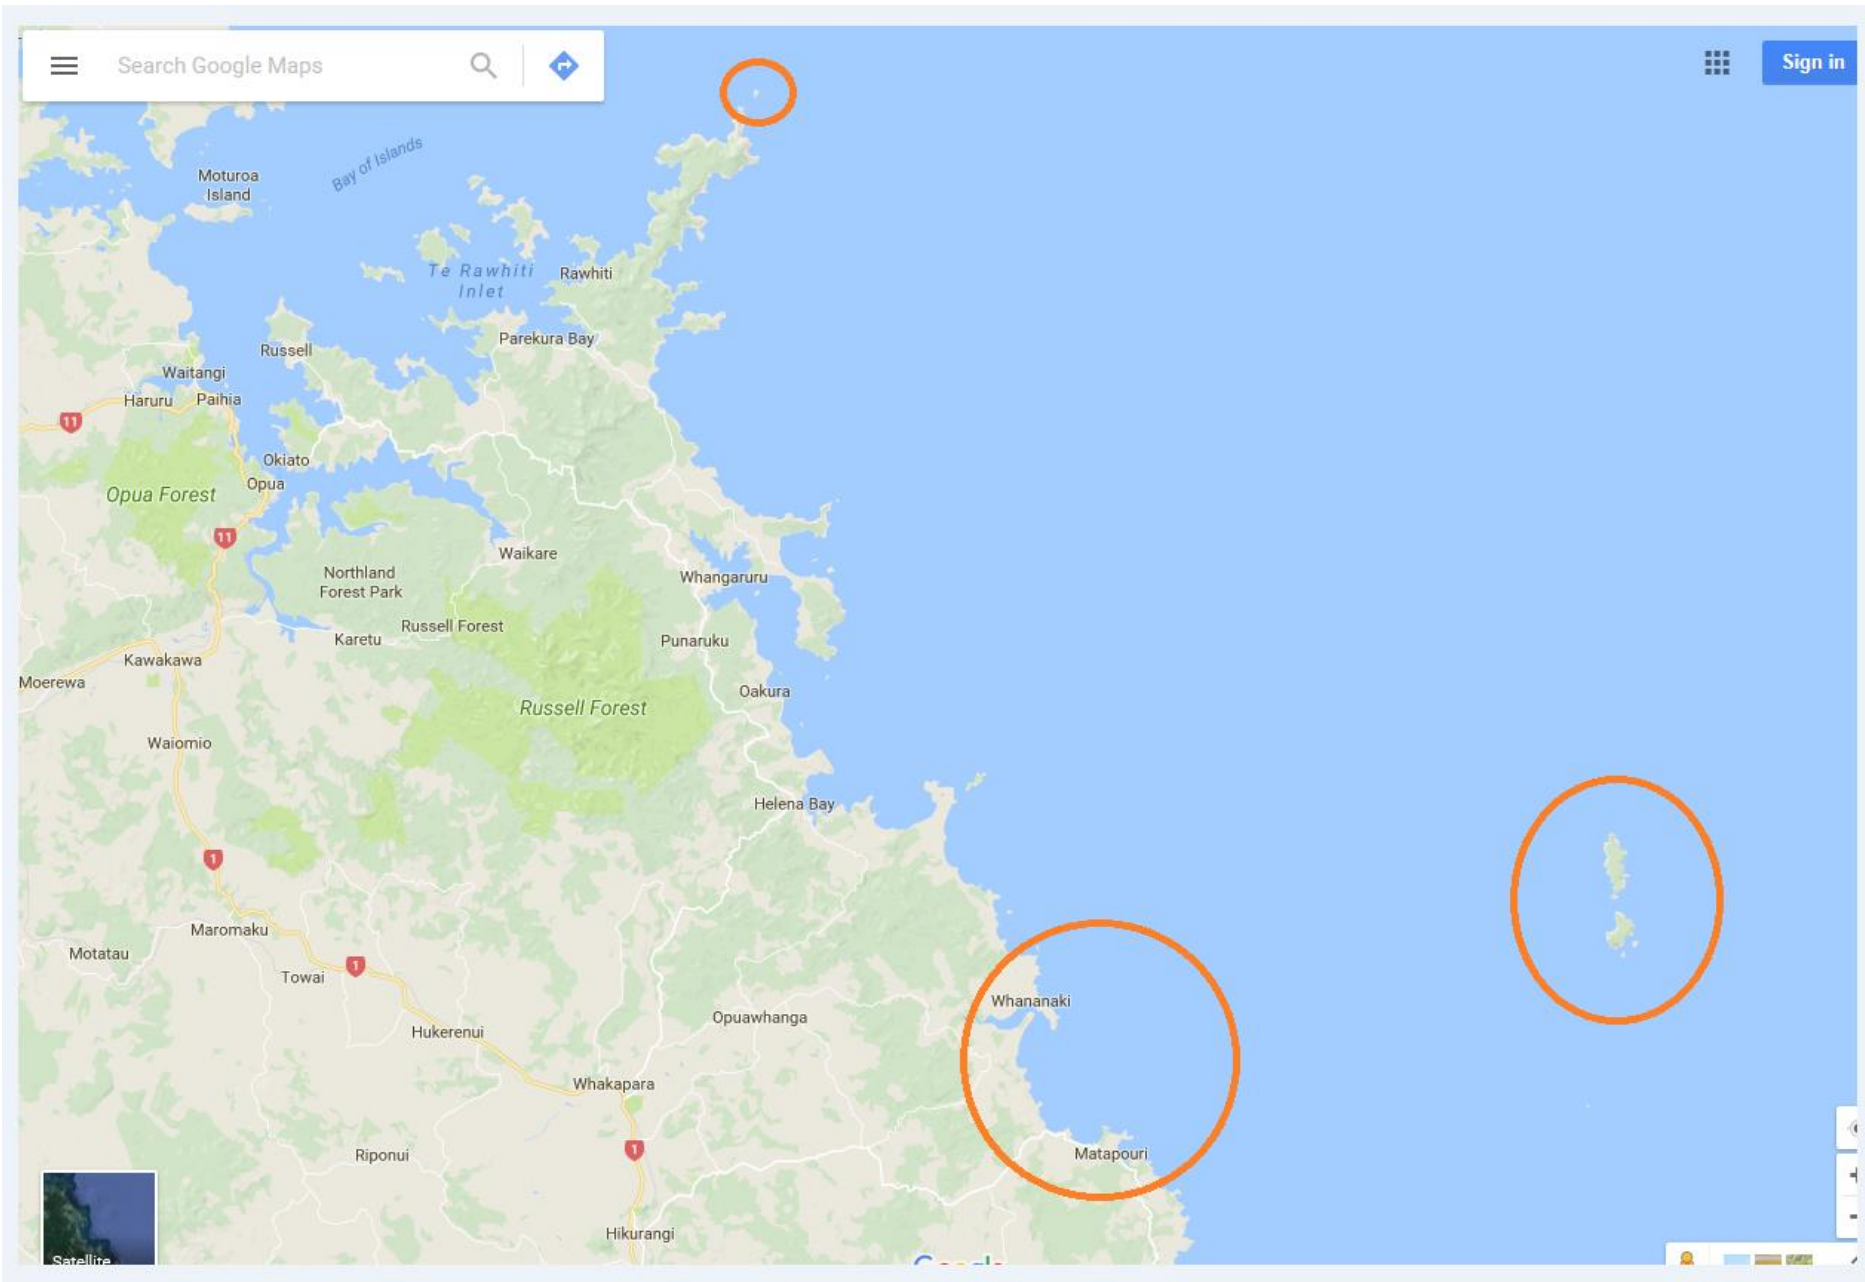 Search Google Maps
Sign in
Bay of Islands
Moturoa
Island
Te Rawhiti
Inlet
Rawhiti
Parekura Bay
Russell
Waitangi
Haruru
Paihia
11
Okiato
Opua
Opua Forest
11
Waikare
Northland
Forest Park
Whangaruru
Russell Forest
Karetu
Punaruku
Kawakawa
Moerewa
Oakura
Russell Forest
Waiomio
Helena Bay
1
Maromaku
Motatau
Towai
1
Whananaki
Opuawhanga
Hukerenui
Whakapara
1
Riponui
Matapouri
Hikurangi
Satellite
Google